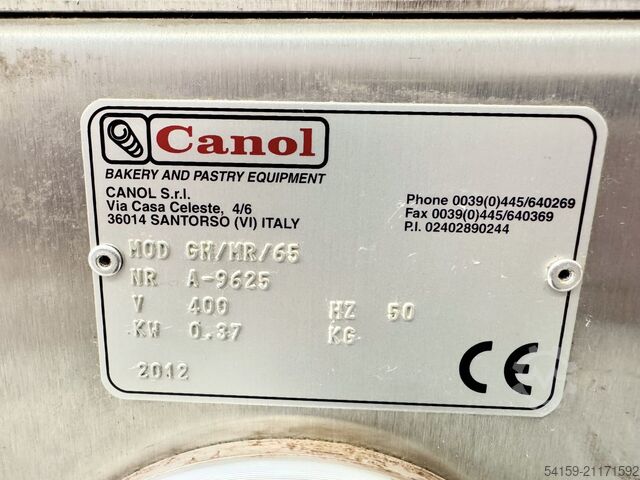 Canol
BAKERY AND PASTRY EQUIPMENT
CANOL S.r.l.
Via Casa Celeste, 4/6
36014 SANTORSO (VI) ITALY
Phone 0039(0)445/640269
Fax 0039(0)445/640369
P.I. 02402890244
MOD GM/MR/65
NR A-9625
V 400 HZ 50
KW 0.37 KG
2012
CE
54159-21171592